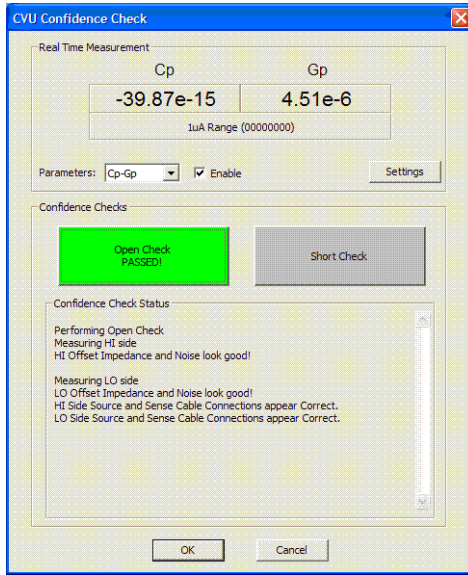 CVU Confidence Check
Real Time Measurement
Cp Gp
-39.87e-15 4.51e-6
1uA Range (00000000)
Parameters: Cp-Gp Enable Settings
Confidence Checks
Open Check
PASSED!
Short Check
Confidence Check Status
Performing Open Check
Measuring HI side
HI Offset Impedance and Noise look good!
Measuring LO side
LO Offset Impedance and Noise look good!
HI Side Source and Sense Cable Connections appear Correct.
LO Side Source and Sense Cable Connections appear Correct.
OK Cancel